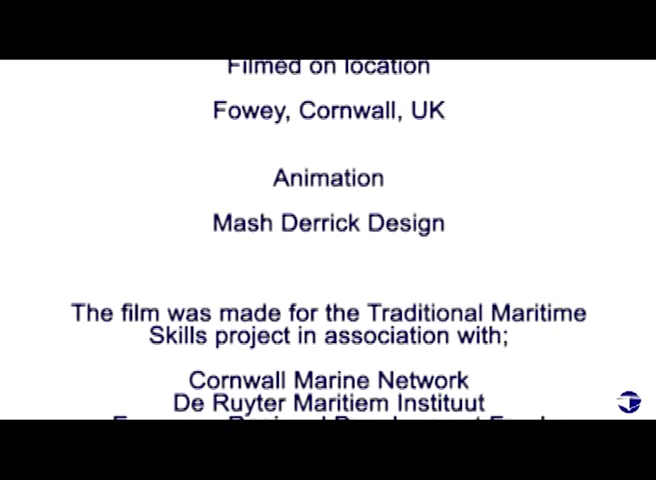 Filmed on location
Fowey, Cornwall, UK
Animation
Mash Derrick Design
The film was made for the Traditional Maritime
Skills project in association with;
Cornwall Marine Network
De Ruyter Maritiem Instituut